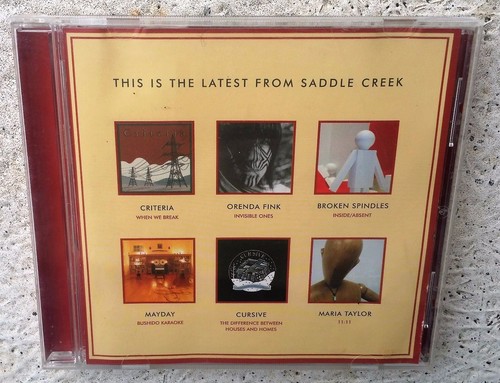 THIS IS THE LATEST FROM SADDLE CREEK
CRITERIA
WHEN WE BREAK
ORENDA FINK
INVISIBLE ONES
BROKEN SPINDLES
INSIDE/ABSENT
MAYDAY
BUSHIDO KARAOKE
CURSIVE
THE DIFFERENCE BETWEEN
HOUSES AND HOMES
MARIA TAYLOR
11:11